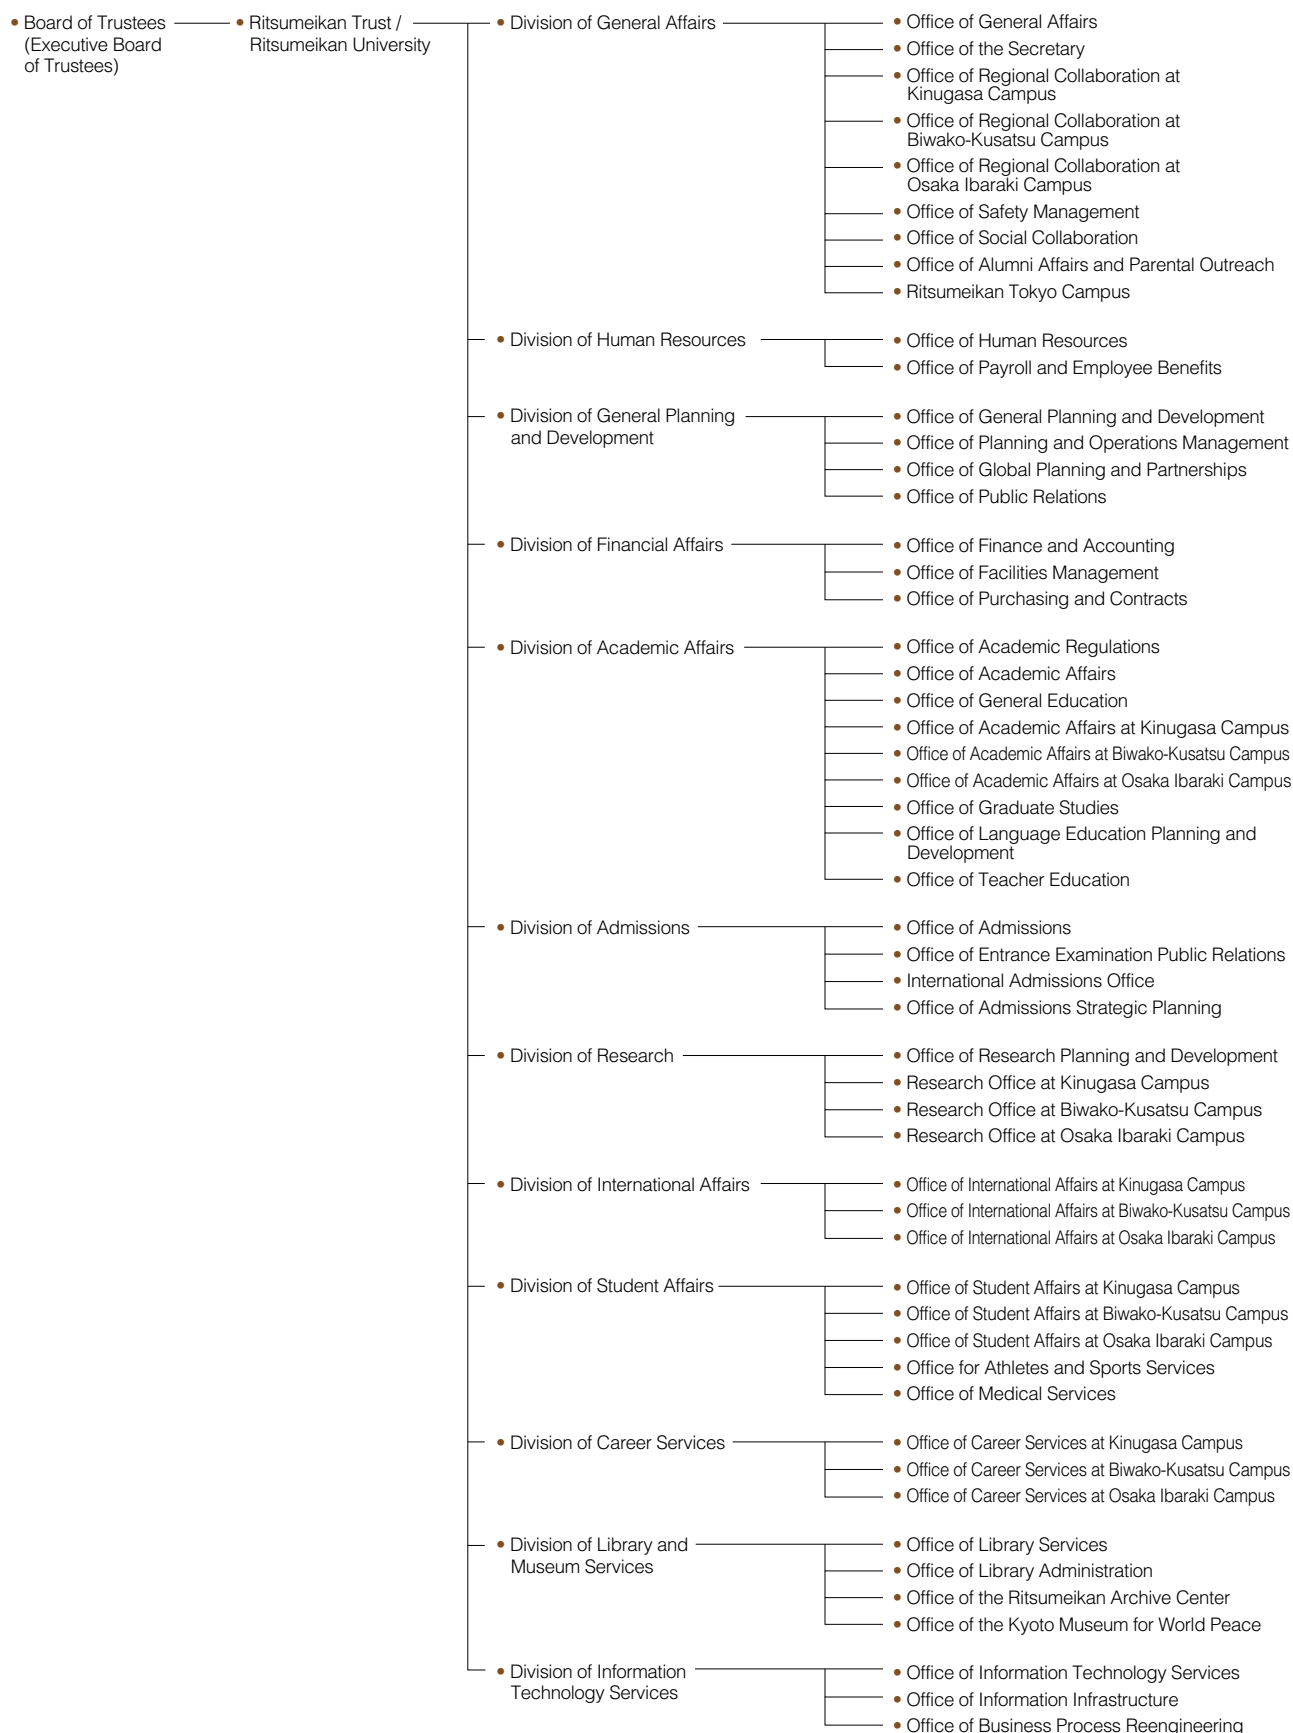 • Board of Trustees
(Executive Board
of Trustees)
• Ritsumeikan Trust /
Ritsumeikan University
• Division of General Affairs
• Office of General Affairs
• Office of the Secretary
• Office of Regional Collaboration at
Kinugasa Campus
• Office of Regional Collaboration at
Biwako-Kusatsu Campus
• Office of Regional Collaboration at
Osaka Ibaraki Campus
• Office of Safety Management
• Office of Social Collaboration
• Office of Alumni Affairs and Parental Outreach
• Ritsumeikan Tokyo Campus
• Division of Human Resources
• Office of Human Resources
• Office of Payroll and Employee Benefits
• Division of General Planning
and Development
• Office of General Planning and Development
• Office of Planning and Operations Management
• Office of Global Planning and Partnerships
• Office of Public Relations
• Division of Financial Affairs
• Office of Finance and Accounting
• Office of Facilities Management
• Office of Purchasing and Contracts
• Division of Academic Affairs
• Office of Academic Regulations
• Office of Academic Affairs
• Office of General Education
• Office of Academic Affairs at Kinugasa Campus
• Office of Academic Affairs at Biwako-Kusatsu Campus
• Office of Academic Affairs at Osaka Ibaraki Campus
• Office of Graduate Studies
• Office of Language Education Planning and
Development
• Office of Teacher Education
• Division of Admissions
• Office of Admissions
• Office of Entrance Examination Public Relations
• International Admissions Office
• Office of Admissions Strategic Planning
• Division of Research
• Office of Research Planning and Development
• Research Office at Kinugasa Campus
• Research Office at Biwako-Kusatsu Campus
• Research Office at Osaka Ibaraki Campus
• Division of International Affairs
• Office of International Affairs at Kinugasa Campus
• Office of International Affairs at Biwako-Kusatsu Campus
• Office of International Affairs at Osaka Ibaraki Campus
• Division of Student Affairs
• Office of Student Affairs at Kinugasa Campus
• Office of Student Affairs at Biwako-Kusatsu Campus
• Office of Student Affairs at Osaka Ibaraki Campus
• Office for Athletes and Sports Services
• Office of Medical Services
• Division of Career Services
• Office of Career Services at Kinugasa Campus
• Office of Career Services at Biwako-Kusatsu Campus
• Office of Career Services at Osaka Ibaraki Campus
• Division of Library and
Museum Services
• Office of Library Services
• Office of Library Administration
• Office of the Ritsumeikan Archive Center
• Office of the Kyoto Museum for World Peace
• Division of Information
Technology Services
• Office of Information Technology Services
• Office of Information Infrastructure
• Office of Business Process Reengineering